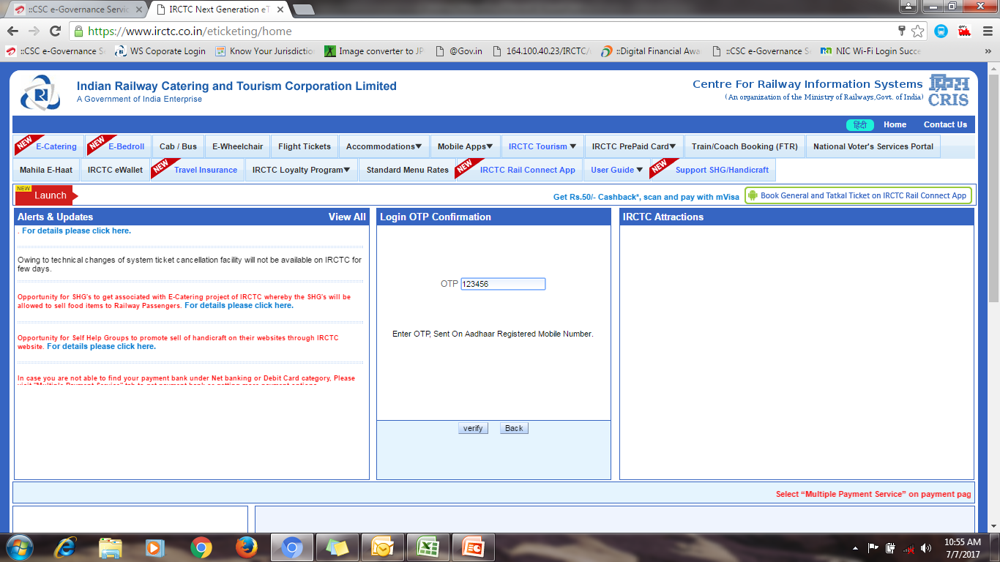 ::CSC e-Governance Servic
IRCTC Next Generation eT
https://www.irctc.co.in/eticketing/home
::CSC e-Governance Se
WS Coporate Login
Know Your Jurisdictio
Image converter to JP
@Gov.in
164.100.40.23/IRCTC/
::Digital Financial Awa
::CSC e-Governance S
NIC Wi-Fi Login Succe
»
Indian Railway Catering and Tourism Corporation Limited
A Government of India Enterprise
Centre For Railway Information Systems
(An organization of the Ministry of Railways,Govt. of India)
क्रिस
CRIS
हिंदी Home Contact Us
NEW E-Catering NEW E-Bedroll Cab / Bus E-Wheelchair Flight Tickets Accommodations▼ Mobile Apps▼ IRCTC Tourism ▼ IRCTC PrePaid Card▼ Train/Coach Booking (FTR) National Voter's Services Portal
Mahila E-Haat IRCTC eWallet NEW Travel Insurance IRCTC Loyalty Program▼ Standard Menu Rates NEW IRCTC Rail Connect App User Guide ▼ NEW Support SHG/Handicraft
NEW
Launch
Get Rs.50/- Cashback*, scan and pay with mVisa
Book General and Tatkal Ticket on IRCTC Rail Connect App
Alerts & Updates View All
. For details please click here.
Owing to technical changes of system ticket cancellation facility will not be available on IRCTC for
few days.
Opportunity for SHG's to get associated with E-Catering project of IRCTC whereby the SHG's will be
allowed to sell food items to Railway Passengers. For details please click here.
Opportunity for Self Help Groups to promote sell of handicraft on their websites through IRCTC
website. For details please click here.
In case you are not able to find your payment bank under Net banking or Debit Card category, Please
visit "Multiple Payment Service" tab to get payment bank or getting more payment options
Login OTP Confirmation
OTP 123456
Enter OTP, Sent On Aadhaar Registered Mobile Number.
verify Back
IRCTC Attractions
Select “Multiple Payment Service” on payment pag
10:55 AM
7/7/2017